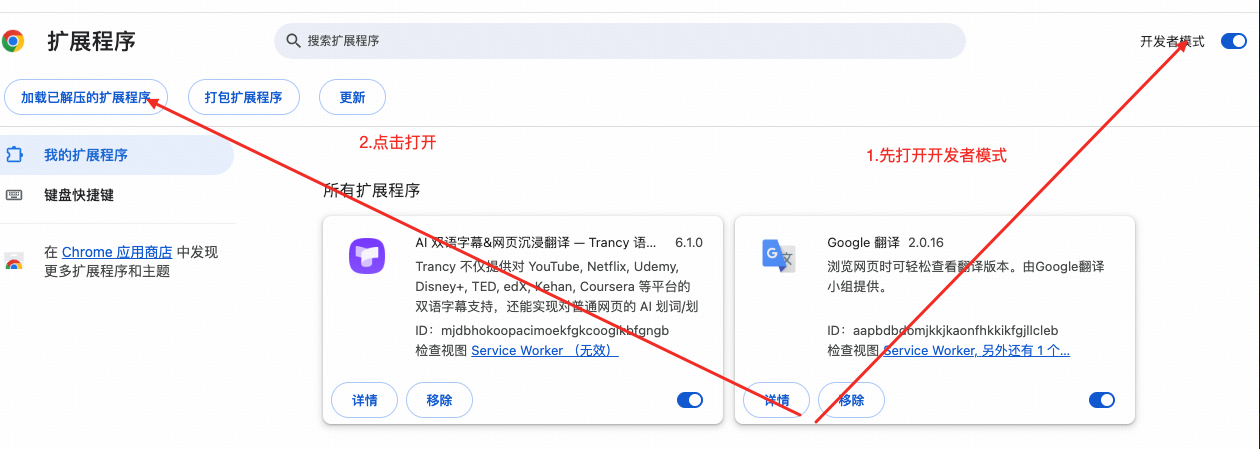 扩展程序
搜索扩展程序
开发者模式
加载已解压的扩展程序
打包扩展程序
更新
2.点击打开
1.先打开开发者模式
我的扩展程序
键盘快捷键
在 Chrome 应用商店 中发现
更多扩展程序和主题
所有扩展程序
AI 双语字幕&网页沉浸翻译 — Trancy 语... 6.1.0
Trancy 不仅提供对 YouTube, Netflix, Udemy,
Disney+, TED, edX, Kehan, Coursera 等平台的
双语字幕支持，还能实现对普通网页的 AI 划词/划
ID：mjdbhokoopacimoekfgkcoogikbfgngb
检查视图 Service Worker （无效）
详情
移除
Google 翻译 2.0.16
浏览网页时可轻松查看翻译版本。由Google翻译
小组提供。
ID：aapbdbdomjkkjkaonfhkkikfgjllcleb
检查视图 Service Worker, 另外还有 1 个...
详情
移除